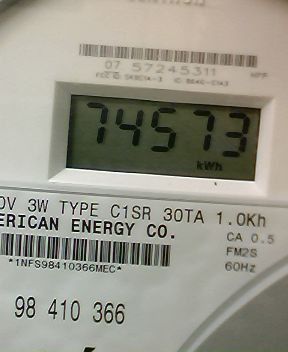 07 57245311
74573
kWh
0V 3W TYPE C1SR 30TA 1.0Kh
ERICAN ENERGY CO.
CA 0.5
FM2S
60Hz
*1NFS98410366MEC*
98 410 366